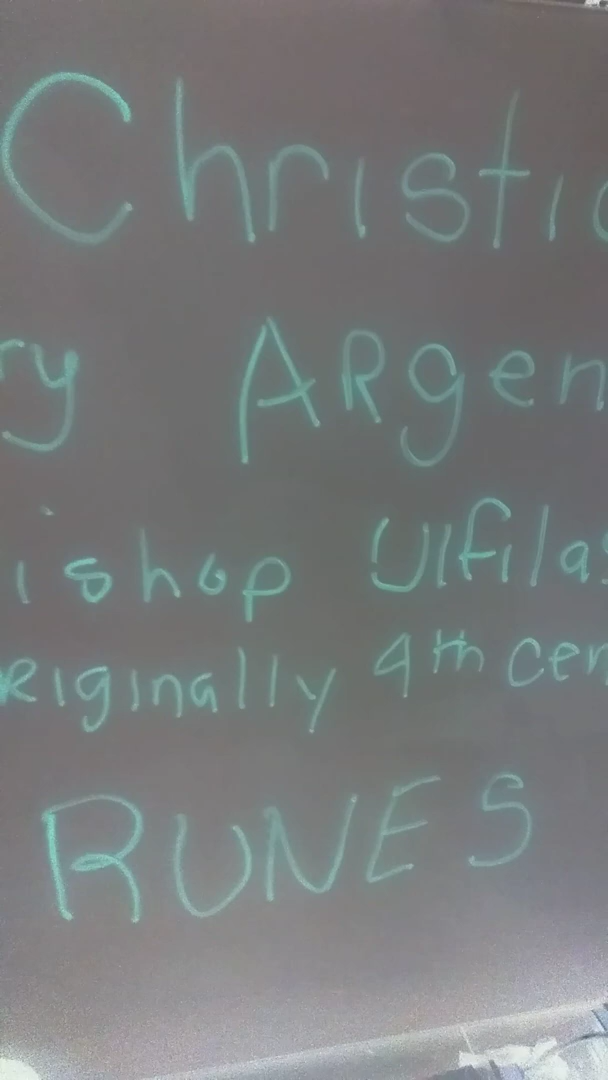 Christi
ry ARgen
ishop Ulfilas
Riginally 4th cen
RUNES